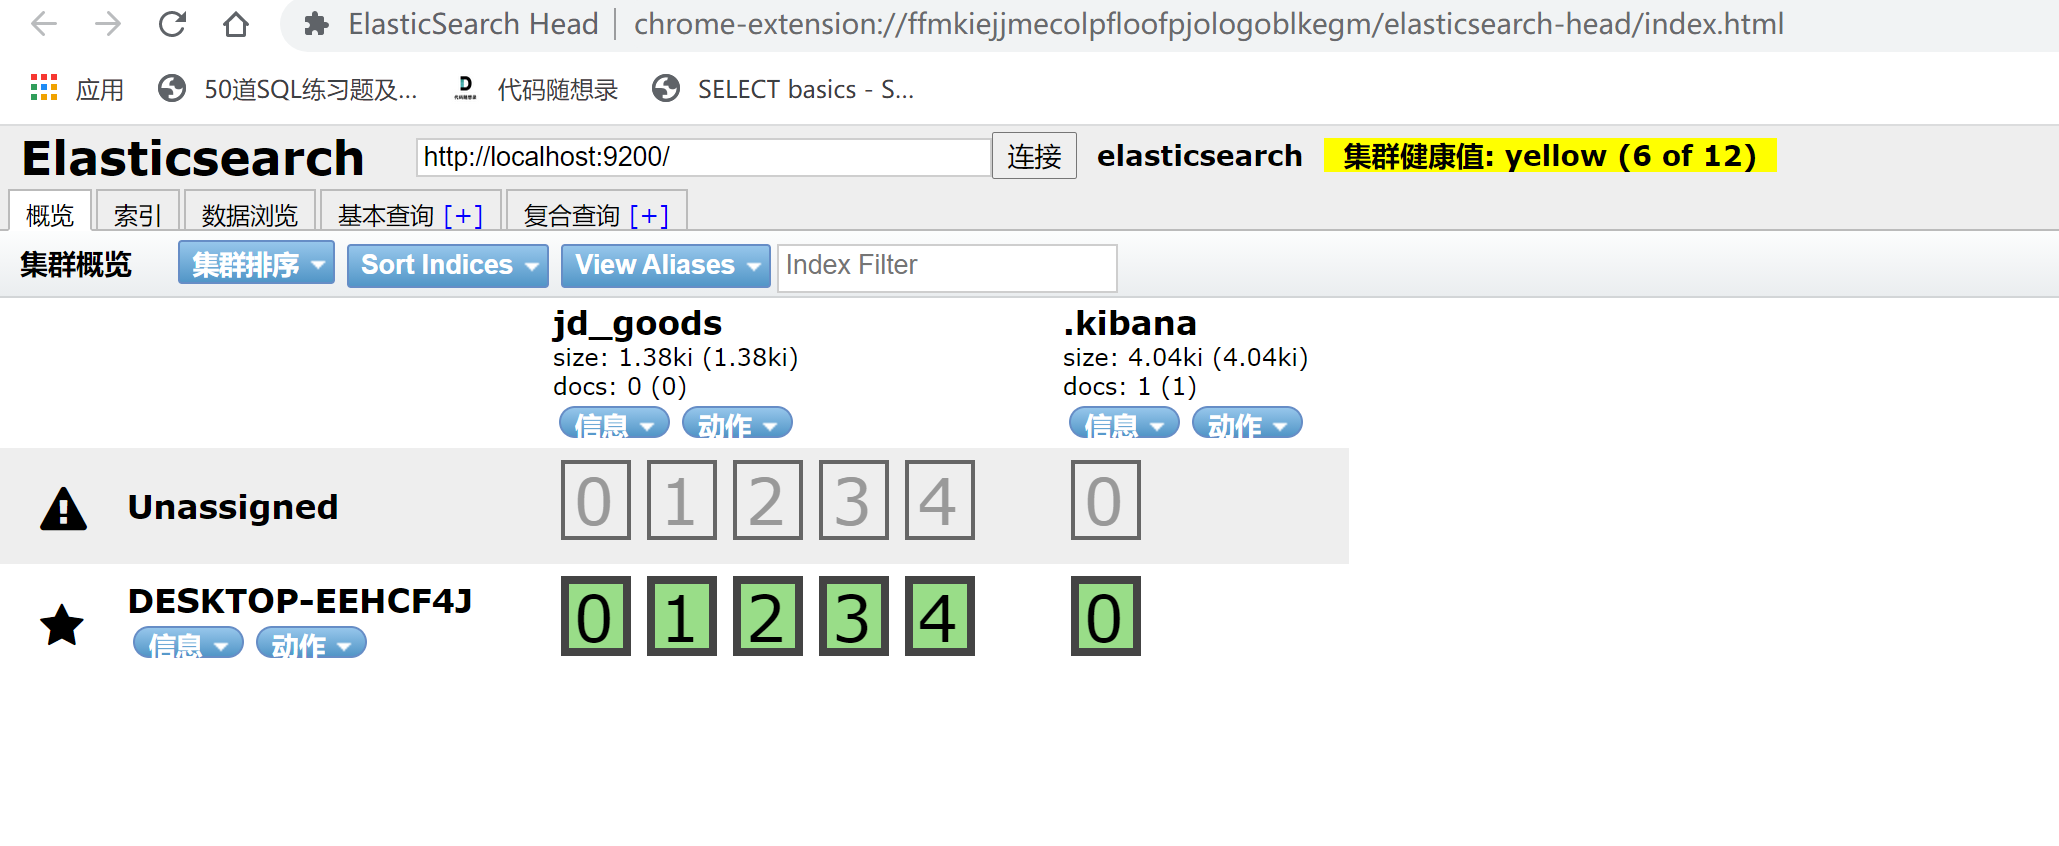 ElasticSearch Head | chrome-extension://ffmkiejjmecolpfloofpjologoblkegm/elasticsearch-head/index.html
应用 50道SQL练习题及... 代码随想录 代码随想录 SELECT basics - S...
Elasticsearch http://localhost:9200/ 连接 elasticsearch 集群健康值: yellow (6 of 12)
概览 索引 数据浏览 基本查询 [+] 复合查询 [+]
集群概览 集群排序 Sort Indices View Aliases Index Filter
jd_goods .kibana
size: 1.38ki (1.38ki) size: 4.04ki (4.04ki)
docs: 0 (0) docs: 1 (1)
信息 动作 信息 动作
Unassigned 0 1 2 3 4 0
DESKTOP-EEHCF4J 0 1 2 3 4 0
信息 动作